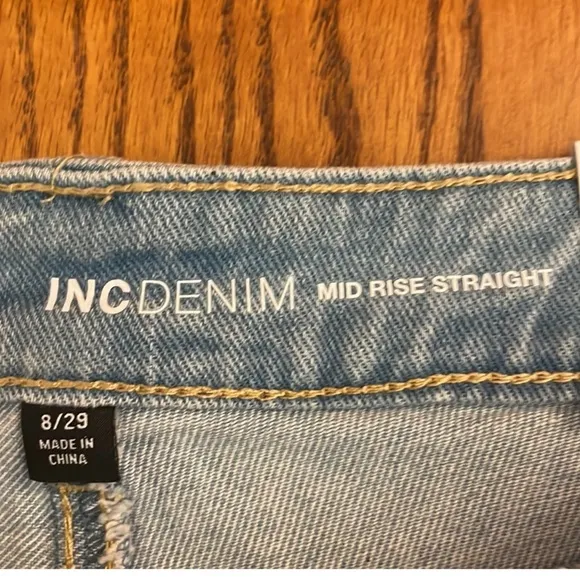 INCDENIM MID RISE STRAIGHT
8/29
MADE IN
CHINA